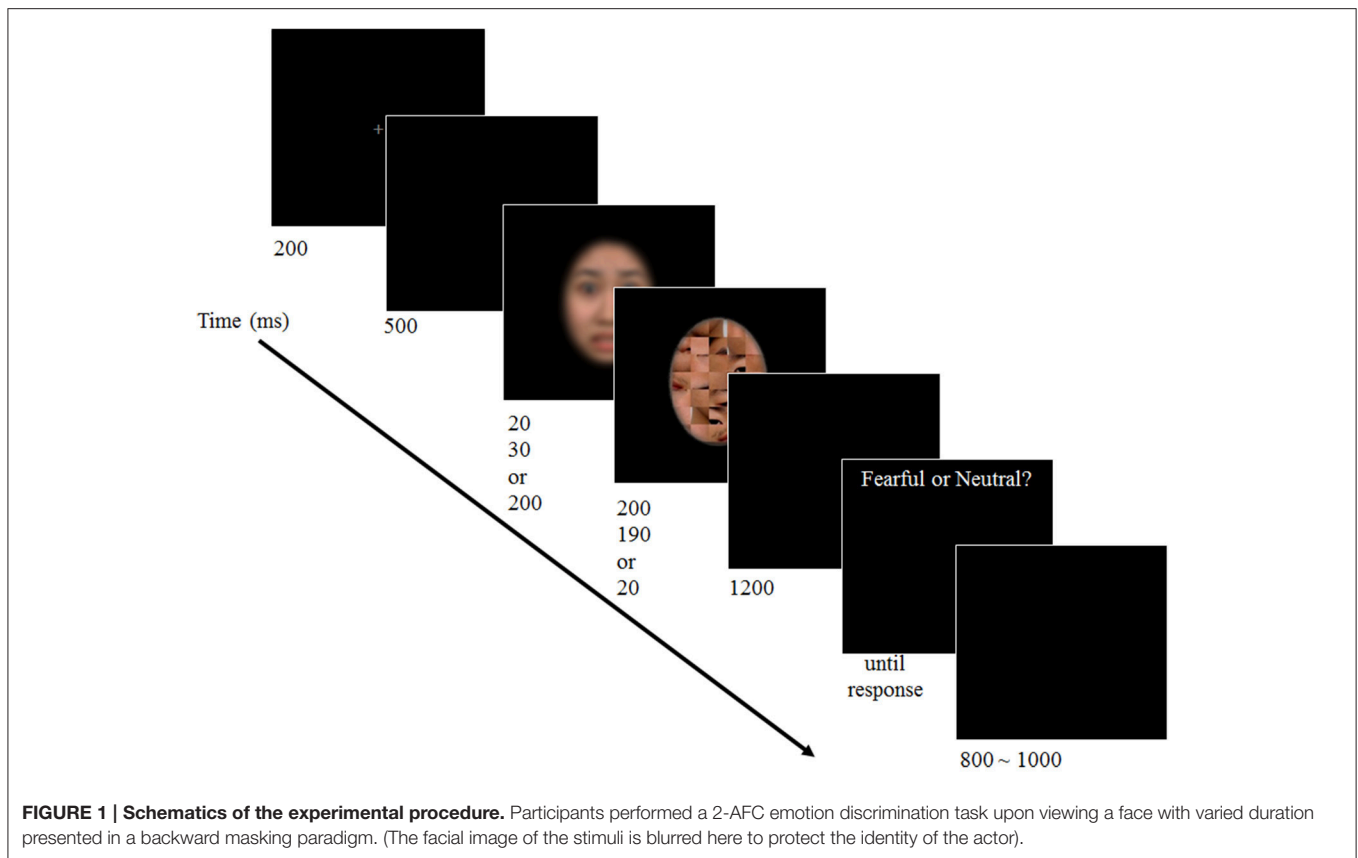 200
Time (ms)
500
20
30
or
200
200
190
or
20
1200
Fearful or Neutral?
until
response
800 ~ 1000
FIGURE 1 | Schematics of the experimental procedure. Participants performed a 2-AFC emotion discrimination task upon viewing a face with varied duration
presented in a backward masking paradigm. (The facial image of the stimuli is blurred here to protect the identity of the actor).